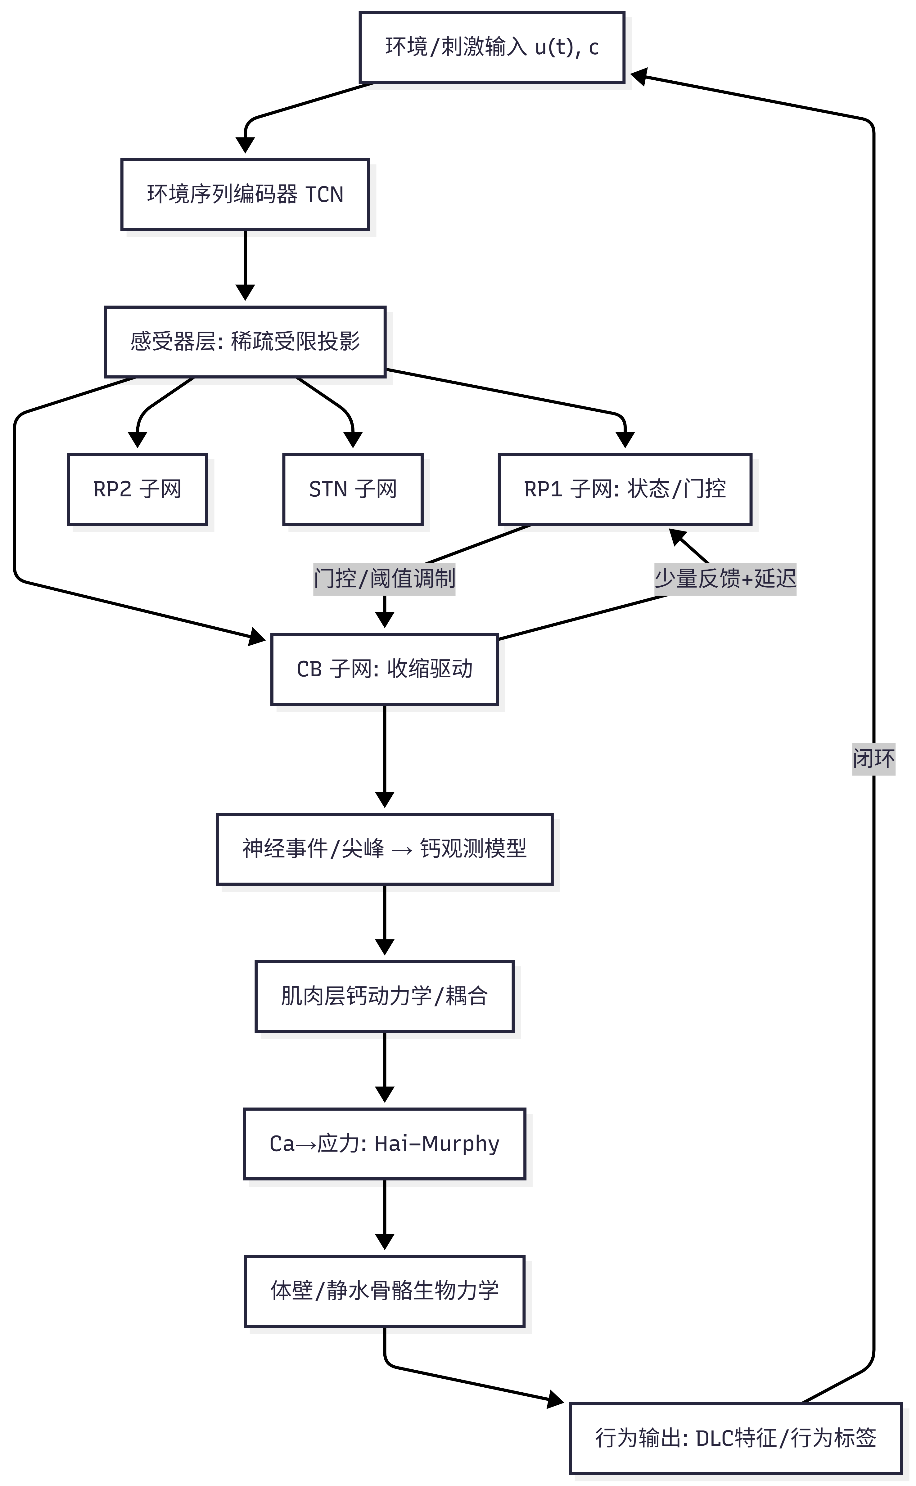 环境/刺激输入 u(t), c
环境序列编码器 TCN
感受器层: 稀疏受限投影
RP2 子网
STN 子网
RP1 子网: 状态/门控
门控/阈值调制
少量反馈+延迟
CB 子网: 收缩驱动
闭环
神经事件/尖峰 → 钙观测模型
肌肉层钙动力学/耦合
Ca→应力: Hai–Murphy
体壁/静水骨骼生物力学
行为输出: DLC特征/行为标签